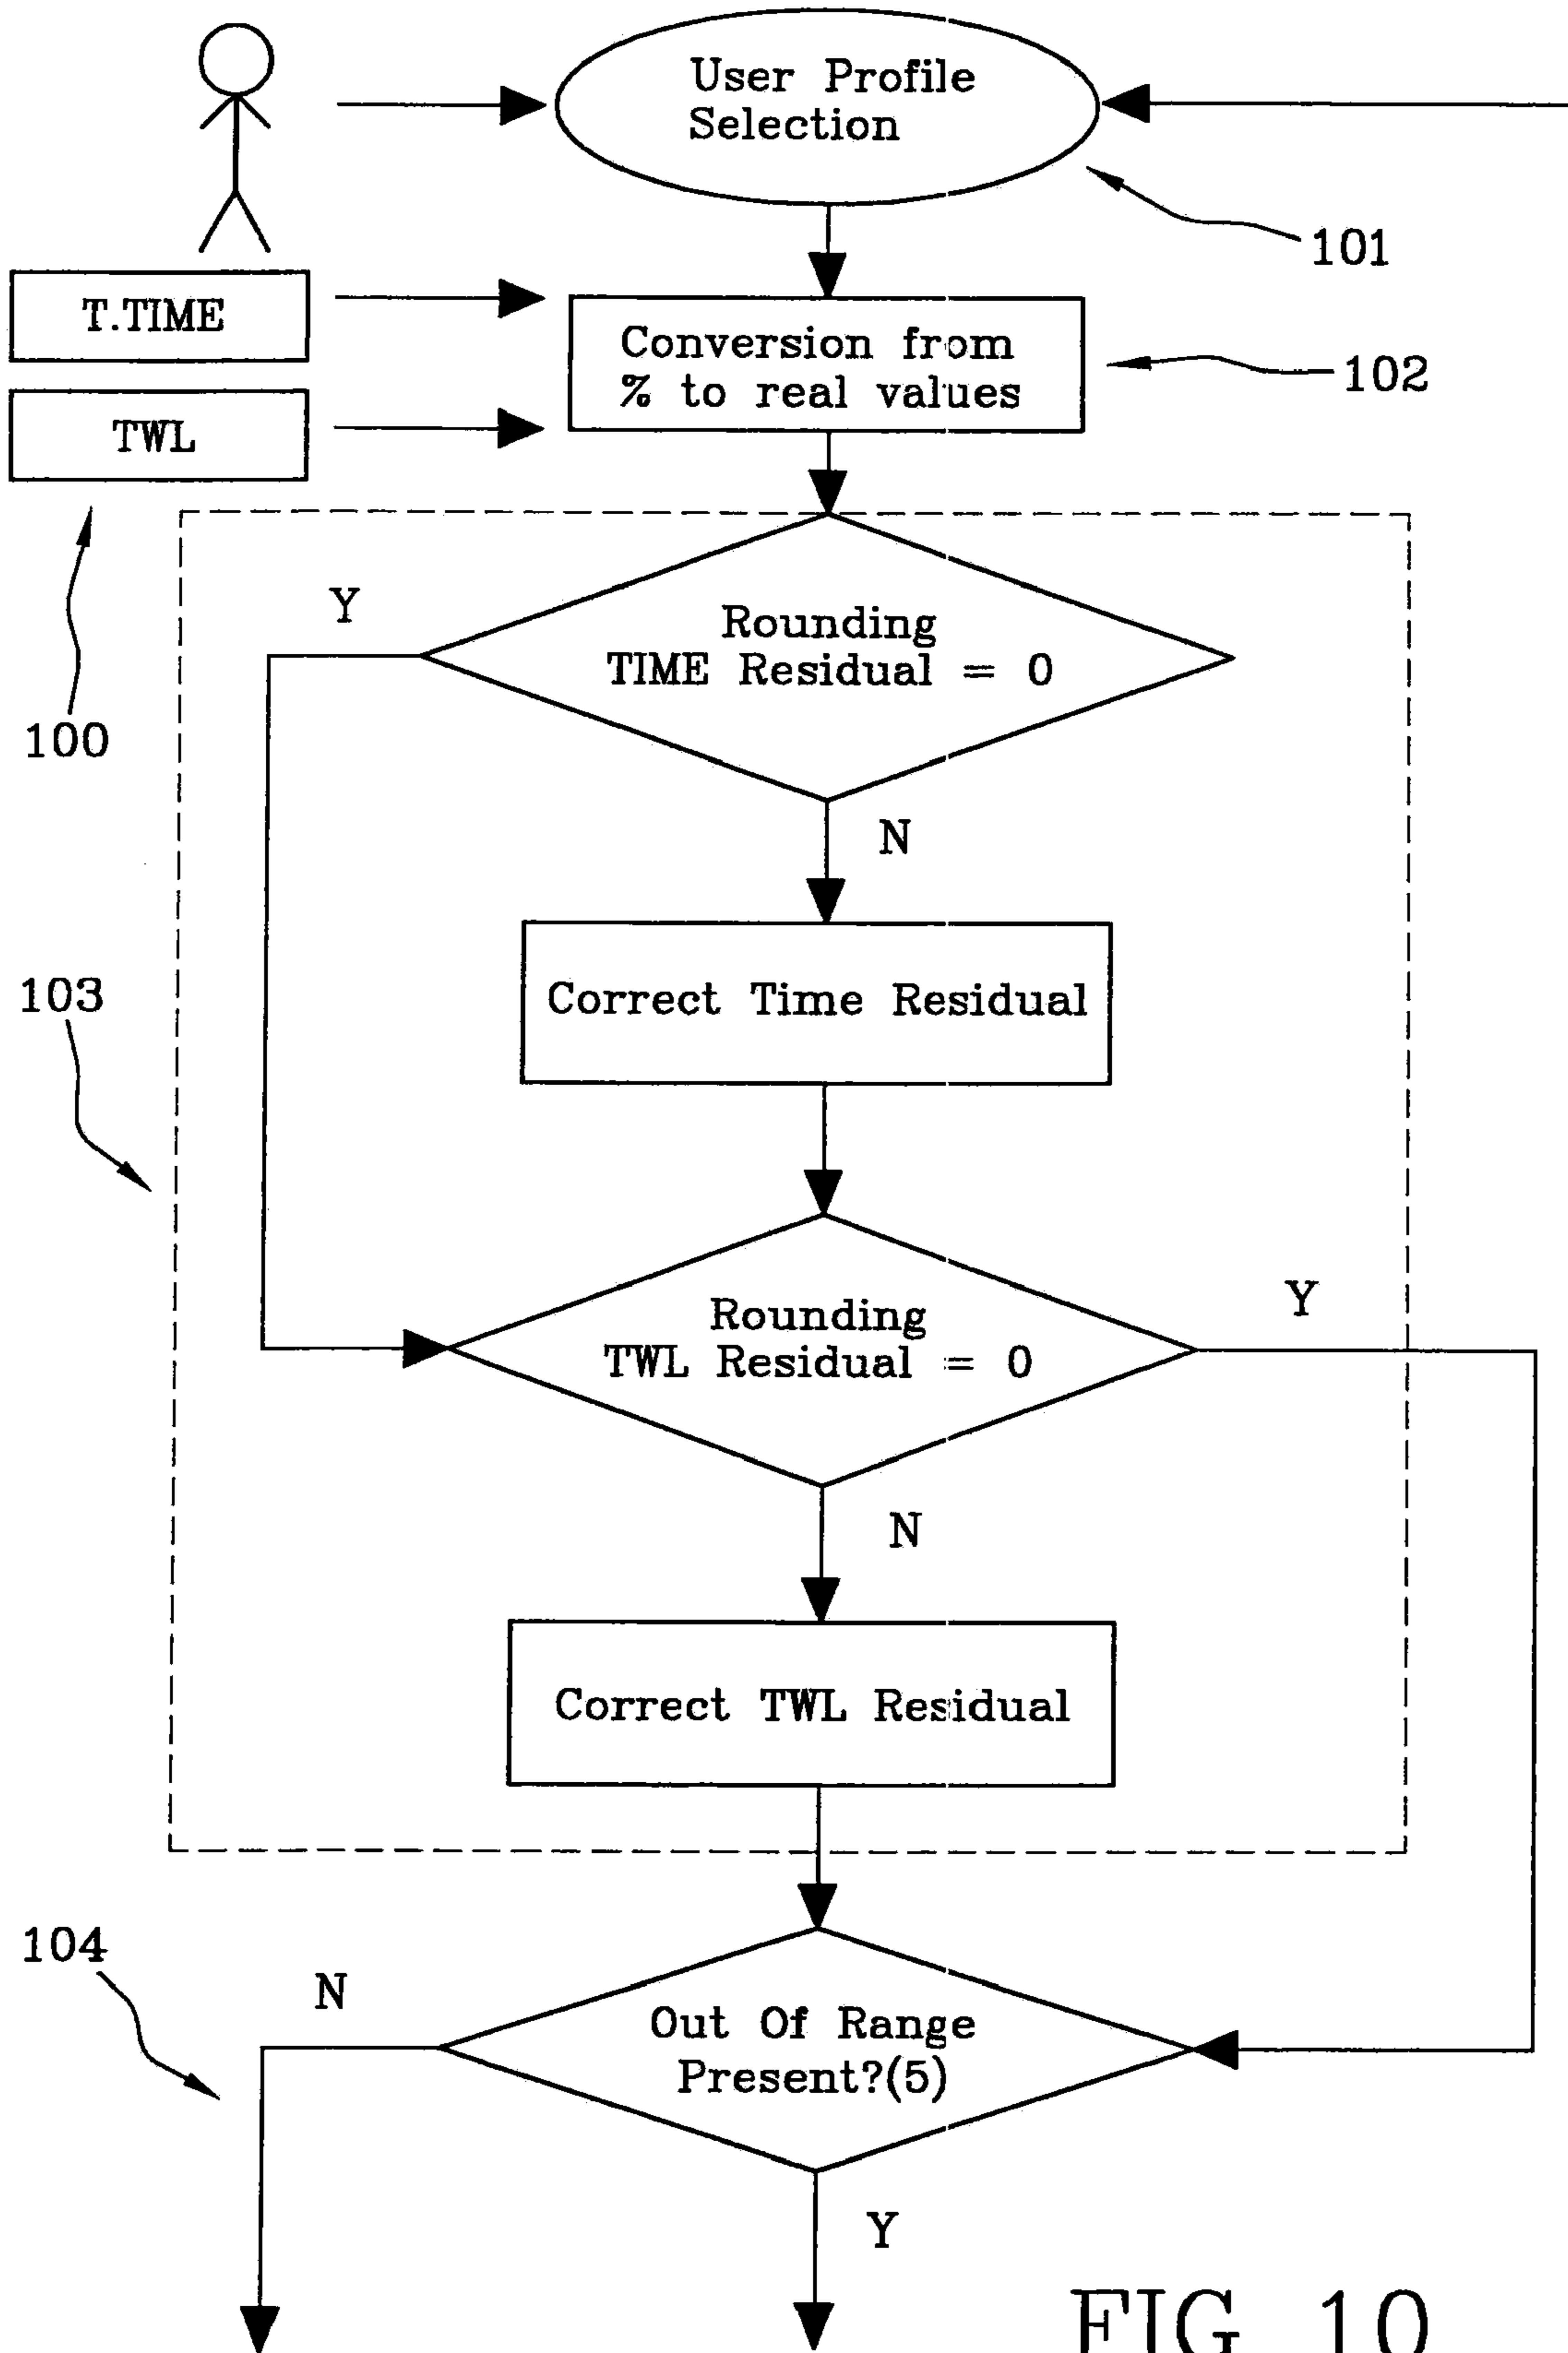 User Profile
Selection
101
T.TIME
Conversion from
% to real values
102
TWL
Y
Rounding
TIME Residual = 0
100
N
Correct Time Residual
103
Rounding
TWL Residual = 0
Y
N
Correct TWL Residual
104
N
Out Of Range
Present?(5)
Y
FIG 10